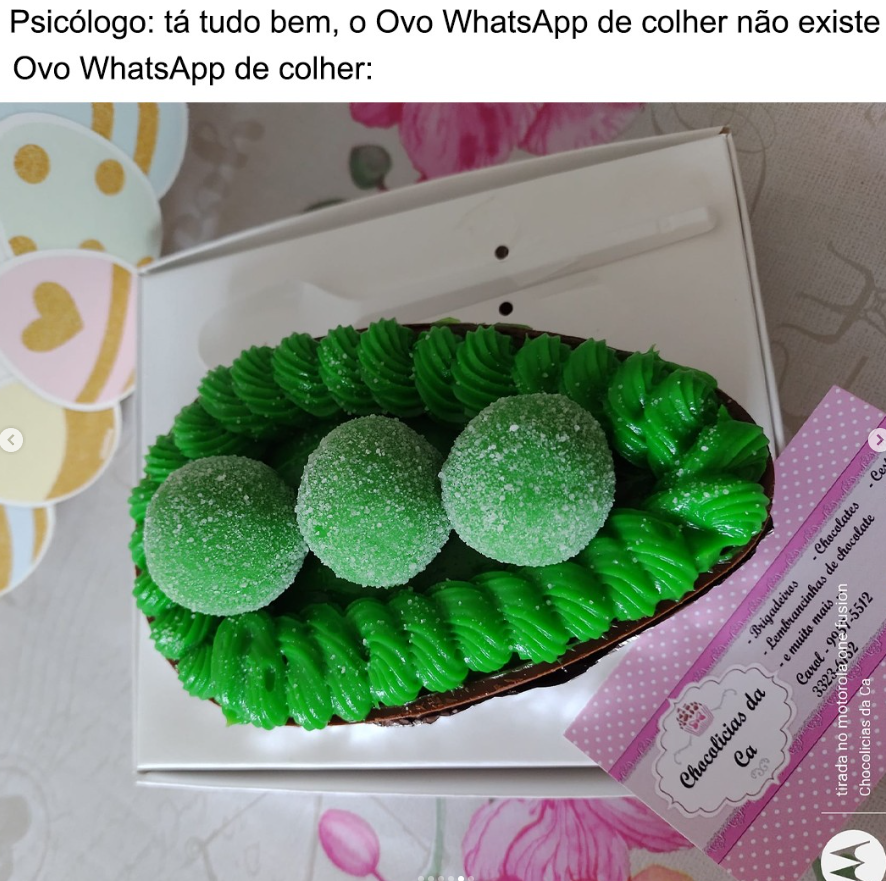 Psicólogo: tá tudo bem, o Ovo WhatsApp de colher não existe
Ovo WhatsApp de colher:
- Brigadeiros
- Chocolates
- Lembrancinhas de chocolate
- e muito mais
Carol -
Chocolicias da
Ca
tirada no motorola one fusion
Chocolicias da Ca